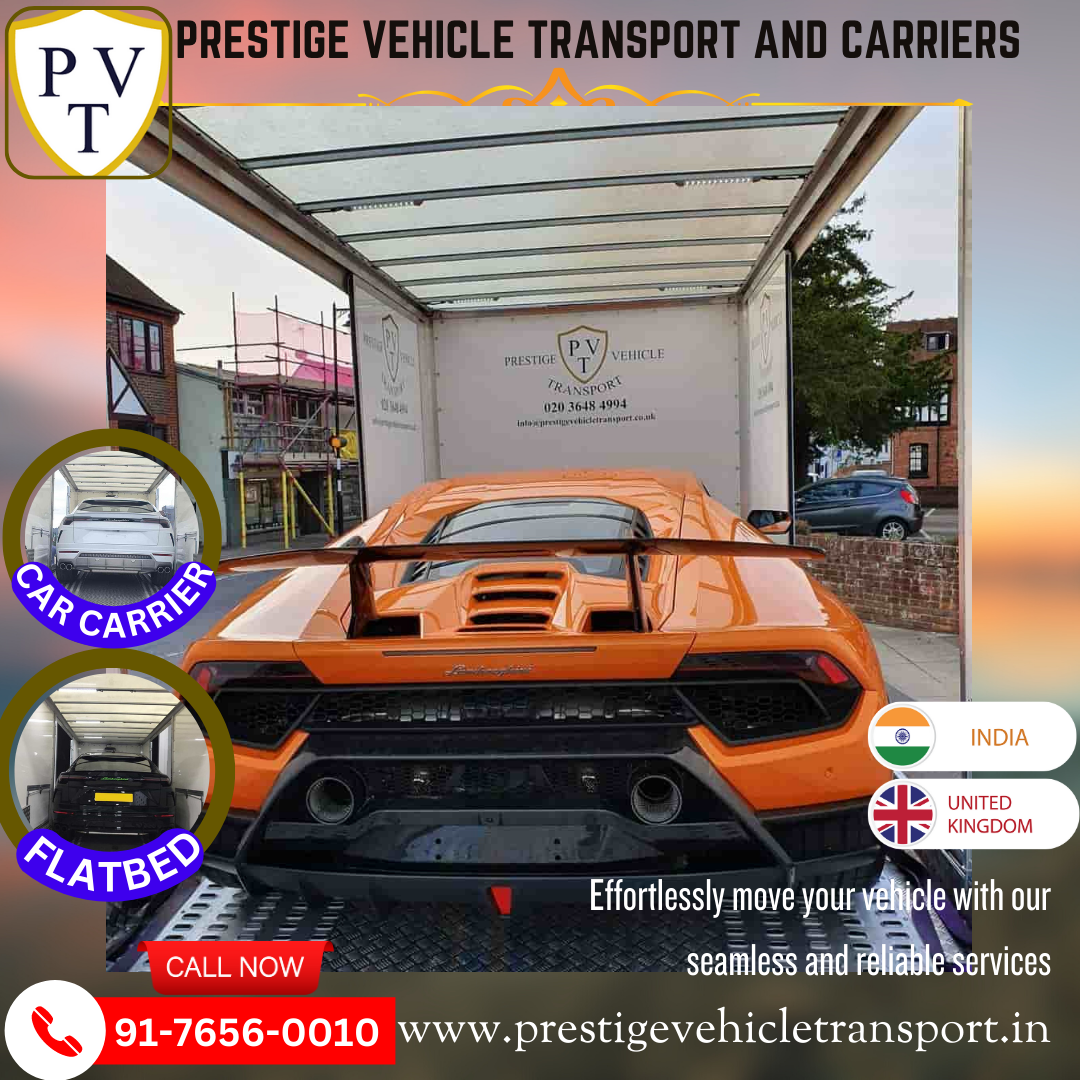 P V
T
PRESTIGE VEHICLE TRANSPORT AND CARRIERS
PRESTIGE P V VEHICLE
T
TRANSPORT
020 3648 4994
info@prestigevehicletransport.co.uk
CAR CARRIER
Lamborghini
FLATBED
INDIA
UNITED
KINGDOM
Effortlessly move your vehicle with our
seamless and reliable services
CALL NOW
91-7656-0010
www.prestigevehicletransport.in